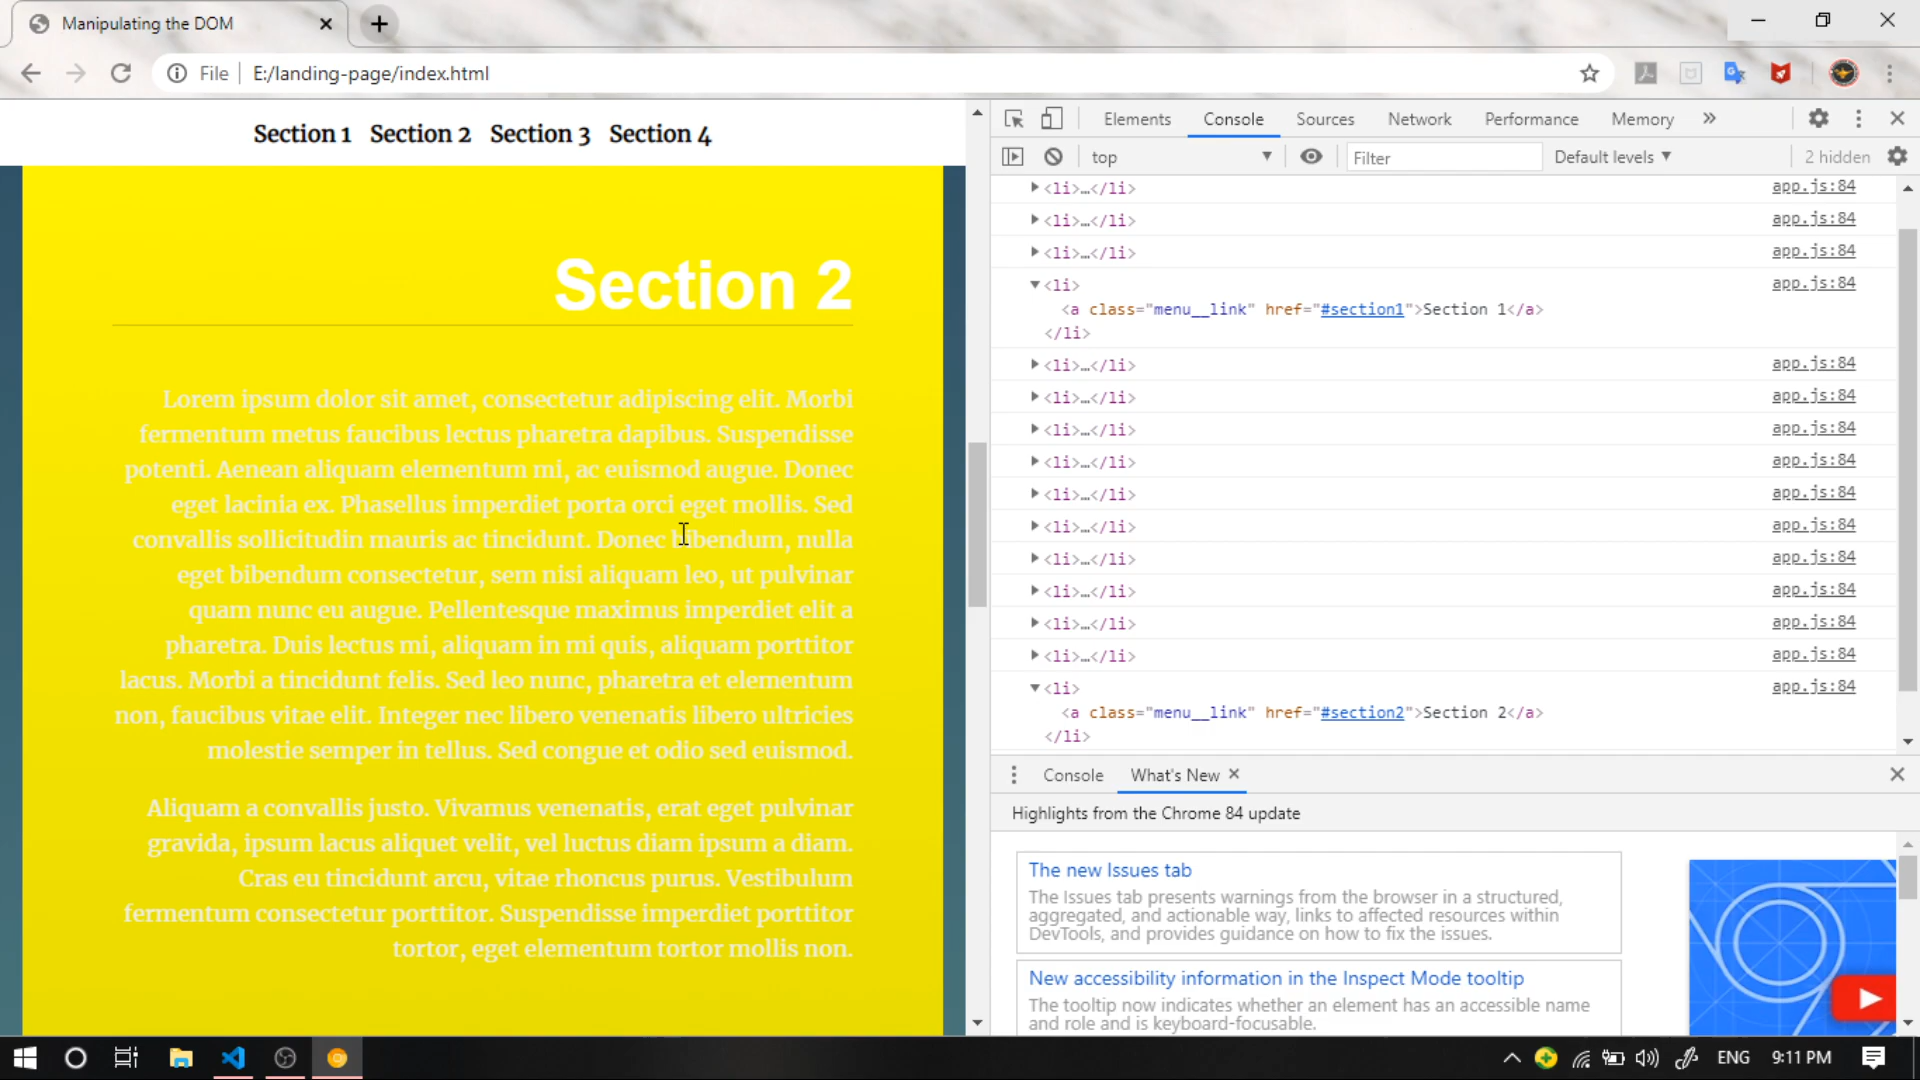 Manipulating the DOM
File
E:/landing-page/index.html
Section 1 Section 2 Section 3 Section 4
Section 2
Lorem ipsum dolor sit amet, consectetur adipiscing elit. Morbi
fermentum metus faucibus lectus pharetra dapibus. Suspendisse
potenti. Aenean aliquam elementum mi, ac euismod augue. Donec
eget lacinia ex. Phasellus imperdiet porta orci eget mollis. Sed
convallis sollicitudin mauris ac tincidunt. Donec bibendum, nulla
eget bibendum consectetur, sem nisi aliquam leo, ut pulvinar
quam nunc eu augue. Pellentesque maximus imperdiet elit a
pharetra. Duis lectus mi, aliquam in mi quis, aliquam porttitor
lacus. Morbi a tincidunt felis. Sed leo nunc, pharetra et elementum
non, faucibus vitae elit. Integer nec libero venenatis libero ultricies
molestie semper in tellus. Sed congue et odio sed euismod.
Aliquam a convallis justo. Vivamus venenatis, erat eget pulvinar
gravida, ipsum lacus aliquet velit, vel luctus diam ipsum a diam.
Cras eu tincidunt arcu, vitae rhoncus purus. Vestibulum
fermentum consectetur porttitor. Suspendisse imperdiet porttitor
tortor, eget elementum tortor mollis non.
Elements Console Sources Network Performance Memory »
top Filter Default levels 2 hidden
<li>…</li> app.js:84
<li>…</li> app.js:84
<li>…</li> app.js:84
<li> app.js:84
<a class="menu__link" href="#section1">Section 1</a>
</li>
<li>…</li> app.js:84
<li>…</li> app.js:84
<li>…</li> app.js:84
<li>…</li> app.js:84
<li>…</li> app.js:84
<li>…</li> app.js:84
<li>…</li> app.js:84
<li>…</li> app.js:84
<li>…</li> app.js:84
<li>…</li> app.js:84
<li> app.js:84
<a class="menu__link" href="#section2">Section 2</a>
</li>
Console What's New
Highlights from the Chrome 84 update
The new Issues tab
The Issues tab presents warnings from the browser in a structured,
aggregated, and actionable way, links to affected resources within
DevTools, and provides guidance on how to fix the issues.
New accessibility information in the Inspect Mode tooltip
The tooltip now indicates whether an element has an accessible name
and role and is keyboard-focusable.
ENG 9:11 PM